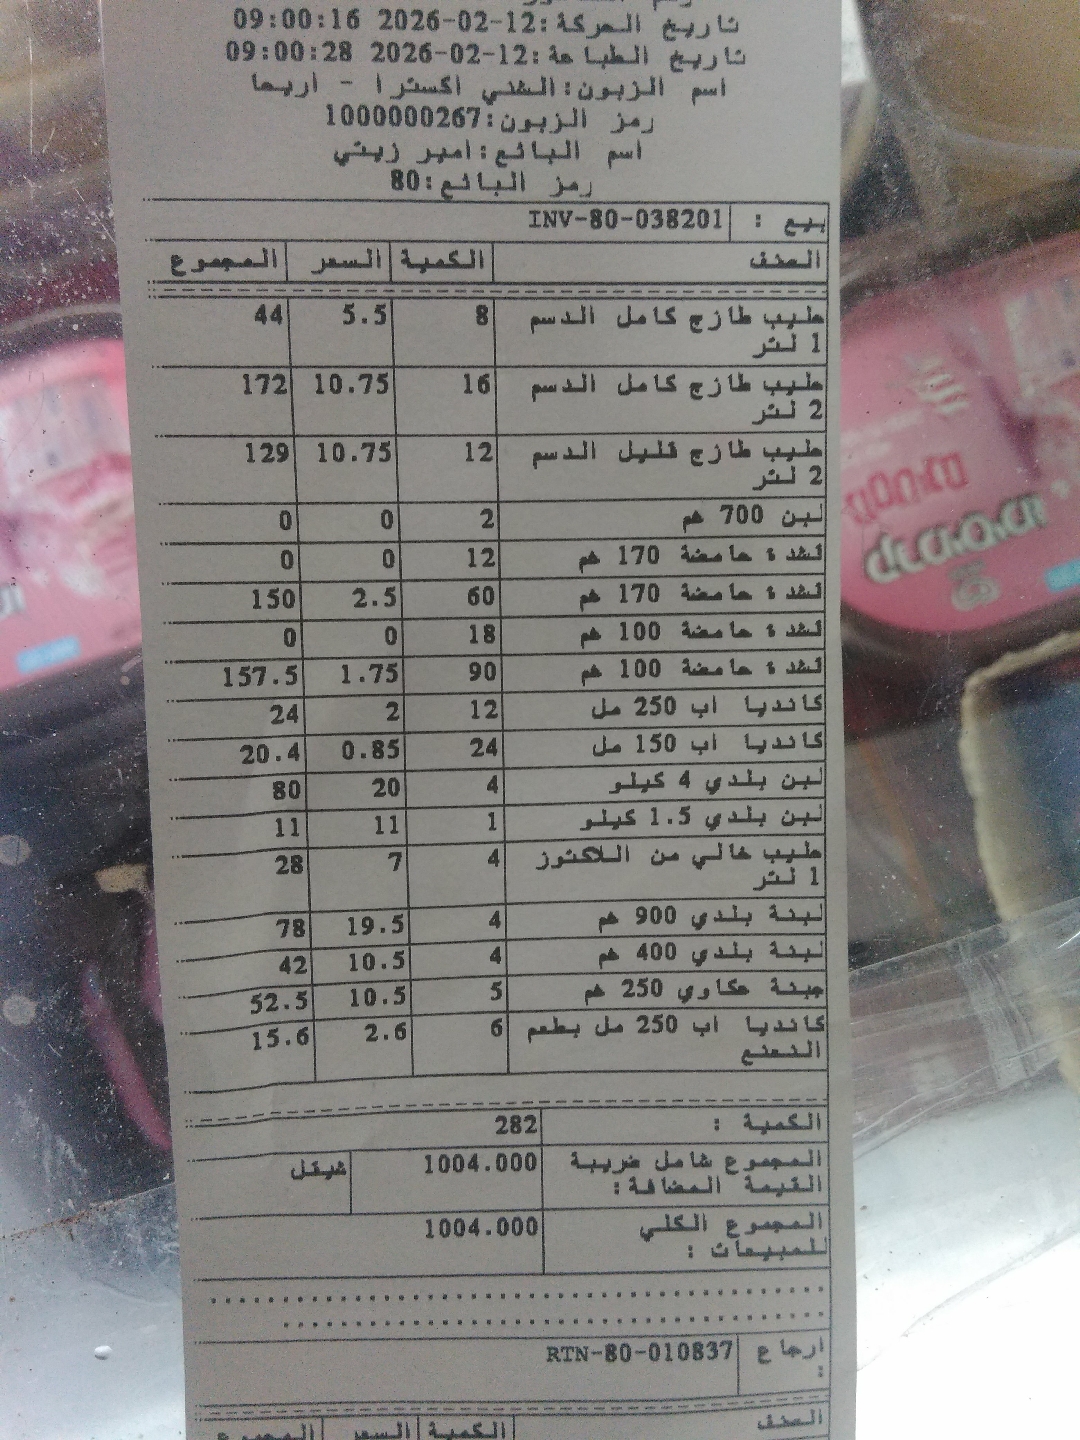 تاريخ الحركة:12-02-2026 09:00:16
تاريخ الطباعة:12-02-2026 09:00:28
اسم الزبون:الشني اكسترا - اريحا
رمز الزبون:1000000267
اسم البائع:امير زيتي
رمز البائع:80
بيع : INV-80-038201
الصنف الكمية السعر المجموع
حليب طازج كامل الدسم 8 5.5 44
1 لتر
حليب طازج كامل الدسم 16 10.75 172
2 لتر
حليب طازج قليل الدسم 12 10.75 129
2 لتر
لبن 700 غم 2 0 0
قشدة حامضة 170 غم 12 0 0
قشدة حامضة 170 غم 60 2.5 150
قشدة حامضة 100 غم 18 0 0
قشدة حامضة 100 غم 90 1.75 157.5
كانديا اب 250 مل 12 2 24
كانديا اب 150 مل 24 0.85 20.4
لبن بلدي 4 كيلو 4 20 80
لبن بلدي 1.5 كيلو 1 11 11
حليب خالي من اللاكتوز 4 7 28
1 لتر
لبنة بلدي 900 غم 4 19.5 78
لبنة بلدي 400 غم 4 10.5 42
جبنة عكاوي 250 غم 5 10.5 52.5
كانديا اب 250 مل بطعم 6 2.6 15.6
النعنع
الكمية : 282
المجموع شامل ضريبة 1004.000 شيقل
القيمة المضافة:
المجموع الكلي 1004.000
للمبيعات :
ارجاع RTN-80-010837
:
الصنف الكمية السعر المجموع